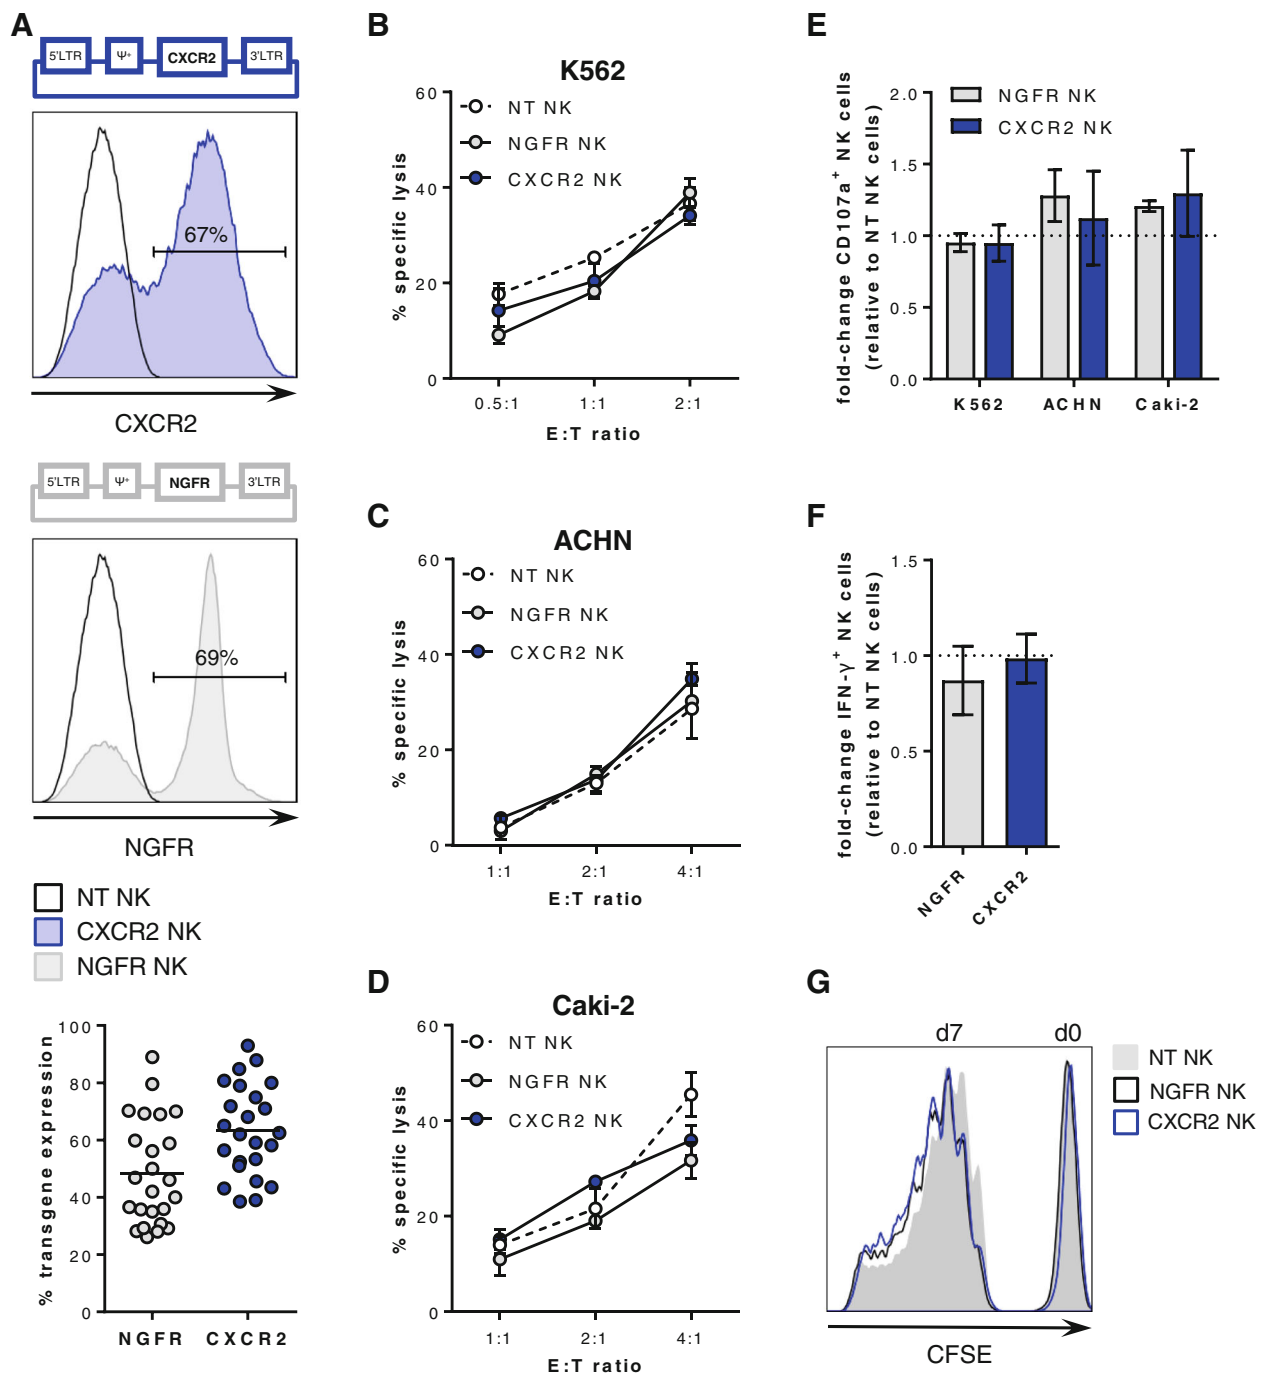 A
5'LTR Ψ+ CXCR2 3'LTR
67%
CXCR2
5'LTR Ψ+ NGFR 3'LTR
69%
NGFR
NT NK
CXCR2 NK
NGFR NK
% transgene expression
100
80
60
40
20
0
NGFR CXCR2
B
K562
% specific lysis
60
40
20
0
NT NK
NGFR NK
CXCR2 NK
0.5:1 1:1 2:1
E:T ratio
C
ACHN
% specific lysis
60
40
20
0
NT NK
NGFR NK
CXCR2 NK
1:1 2:1 4:1
E:T ratio
D
Caki-2
% specific lysis
60
40
20
0
NT NK
NGFR NK
CXCR2 NK
1:1 2:1 4:1
E:T ratio
E
fold-change CD107a+ NK cells
(relative to NT NK cells)
2.0
1.5
1.0
0.5
0.0
NGFR NK
CXCR2 NK
K562 ACHN Caki-2
F
fold-change IFN-γ+ NK cells
(relative to NT NK cells)
1.5
1.0
0.5
0.0
NGFR CXCR2
G
d7 d0
NT NK
NGFR NK
CXCR2 NK
CFSE